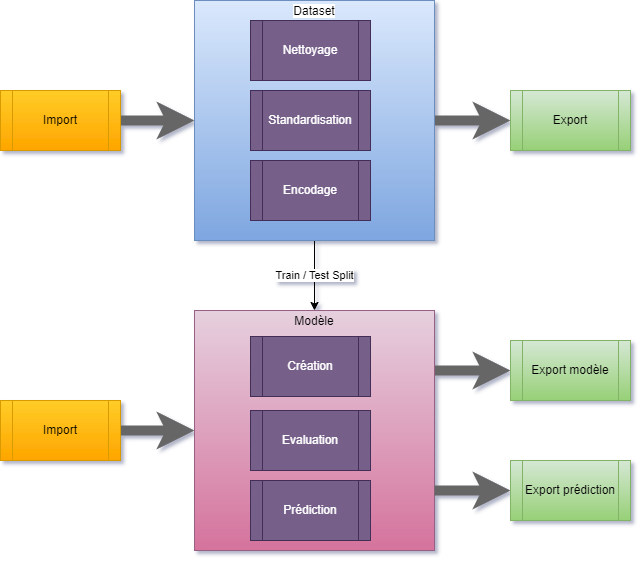 Dataset
Nettoyage
Import
Standardisation
Export
Encodage
Train / Test Split
Modèle
Création
Export modèle
Import
Evaluation
Export prédiction
Prédiction